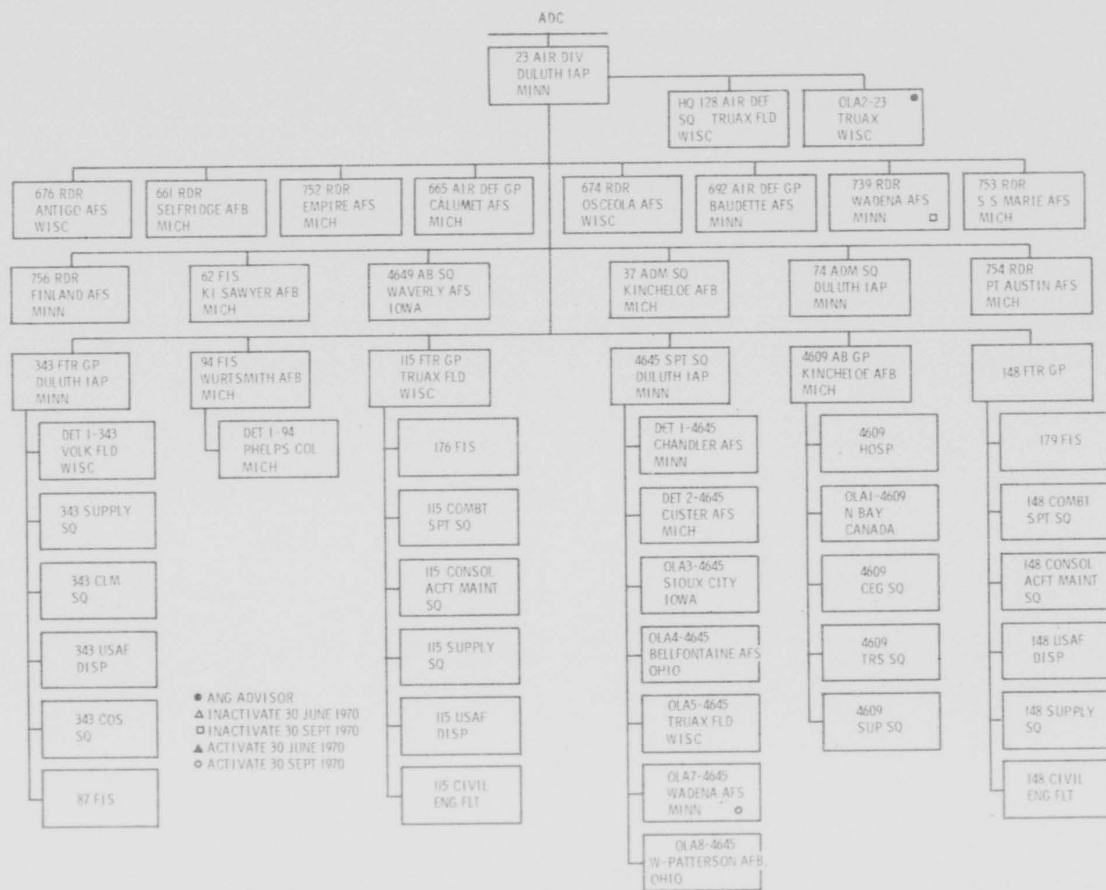 ADC
23 AIR DIV
DULUTH IAP
MINN
HQ 128 AIR DEF
SQ TRUAX FLD
WISC
OLA2-23
TRUAX
WISC
676 RDR
ANTIGO AFS
WISC
661 RDR
SELFRIDGE AFB
MICH
752 RDR
EMPIRE AFS
MICH
665 AIR DEF GP
CALUMET AFS
MICH
674 RDR
OSCEOLA AFS
WISC
692 AIR DEF GP
BAUDETTE AFS
MINN
739 RDR
WADENA AFS
MINN
753 RDR
S S MARIE AFS
MICH
756 RDR
FINLAND AFS
MINN
62 FIS
KI SAWYER AFB
MICH
4649 AB SQ
WAVERLY AFS
IOWA
37 ADM SQ
KINCHELOE AFB
MICH
74 ADM SQ
DULUTH IAP
MINN
754 RDR
PT AUSTIN AFS
MICH
343 FTR GP
DULUTH IAP
MINN
94 FIS
WURTSMITH AFB
MICH
115 FTR GP
TRUAX FLD
WISC
4645 SPT SQ
DULUTH IAP
MINN
4609 AB GP
KINCHELOE AFB
MICH
148 FTR GP
DET 1-343
VOLK FLD
WISC
343 SUPPLY
SQ
343 CLM
SQ
343 USAF
DISP
343 COS
SQ
87 FIS
DET 1-94
PHELPS COL
MICH
176 FIS
115 COMBT
SPT SQ
115 CONSOL
ACFT MAINT
SQ
115 SUPPLY
SQ
115 USAF
DISP
115 CIVIL
ENG FLT
DET 1-4645
CHANDLER AFS
MINN
DET 2-4645
CUSTER AFS
MICH
OLA3-4645
SIOUX CITY
IOWA
OLA4-4645
BELLFONTAINE AFS
OHIO
OLA5-4645
TRUAX FLD
WISC
OLA7-4645
WADENA AFS
MINN
OLA8-4645
W-PATTERSON AFB,
OHIO
4609
HOSP
OLA1-4609
N BAY
CANADA
4609
CEG SQ
4609
TRS SQ
4609
SUP SQ
179 FIS
148 COMBT
SPT SQ
148 CONSOL
ACFT MAINT
SQ
148 USAF
DISP
148 SUPPLY
SQ
148 CIVIL
ENG FLT
● ANG ADVISOR
△ INACTIVATE 30 JUNE 1970
□ INACTIVATE 30 SEPT 1970
▲ ACTIVATE 30 JUNE 1970
○ ACTIVATE 30 SEPT 1970